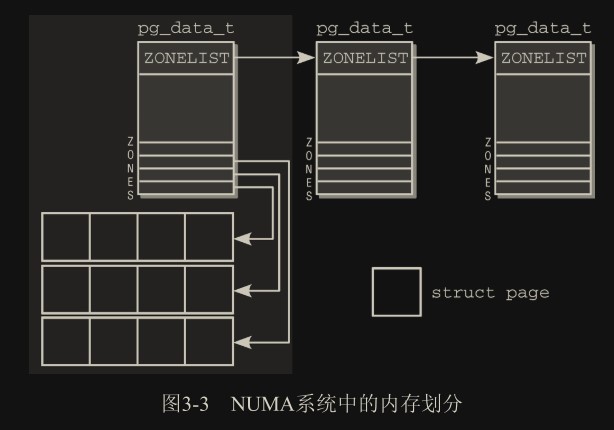 pg_data_t pg_data_t pg_data_t
ZONELIST ZONELIST ZONELIST
ZONES ZONES ZONES
struct page
图3-3 NUMA系统中的内存划分